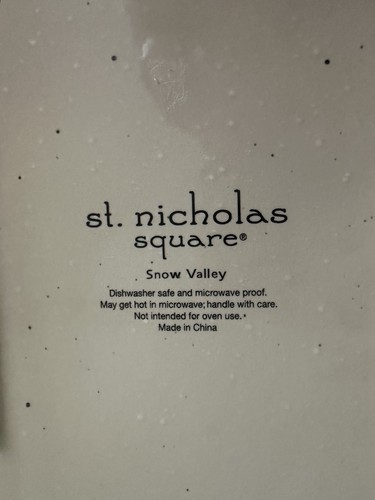 st. nicholas
square®
Snow Valley
Dishwasher safe and microwave proof.
May get hot in microwave; handle with care.
Not intended for oven use.
Made in China